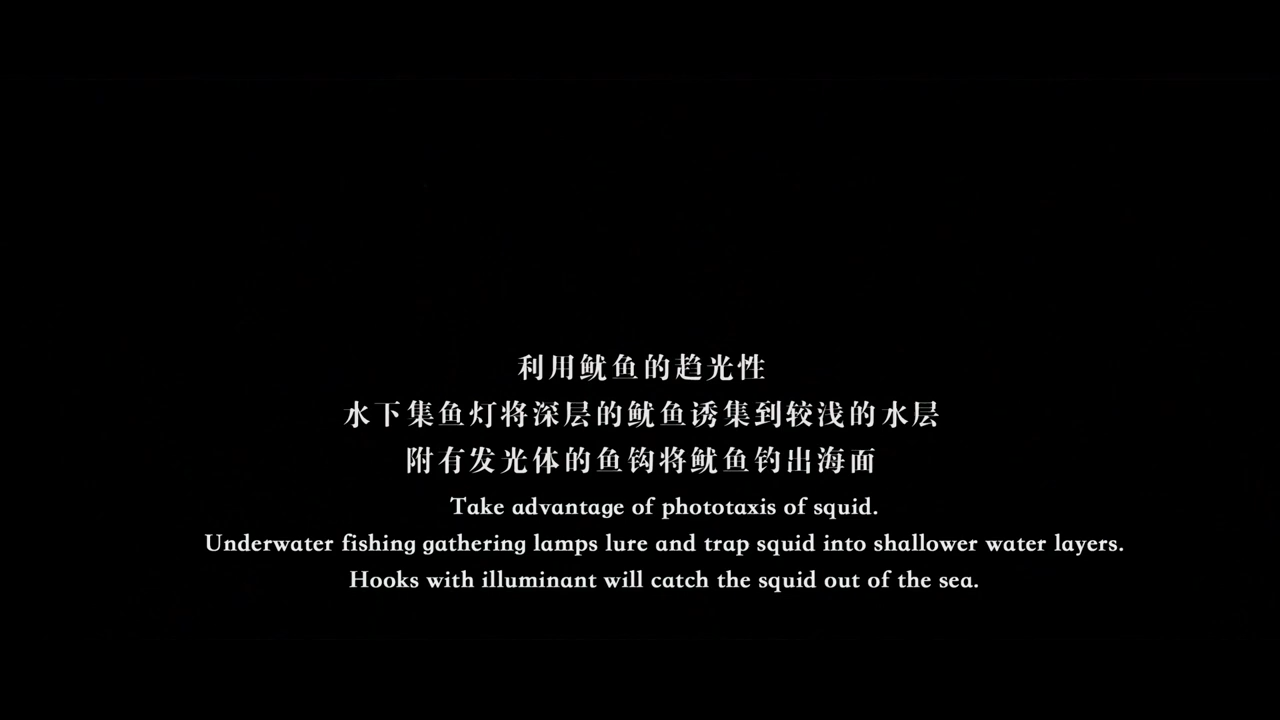 利用鱿鱼的趋光性
水下集鱼灯将深层的鱿鱼诱集到较浅的水层
附有发光体的鱼钩将鱿鱼钓出海面
Take advantage of phototaxis of squid.
Underwater fishing gathering lamps lure and trap squid into shallower water layers.
Hooks with illuminant will catch the squid out of the sea.